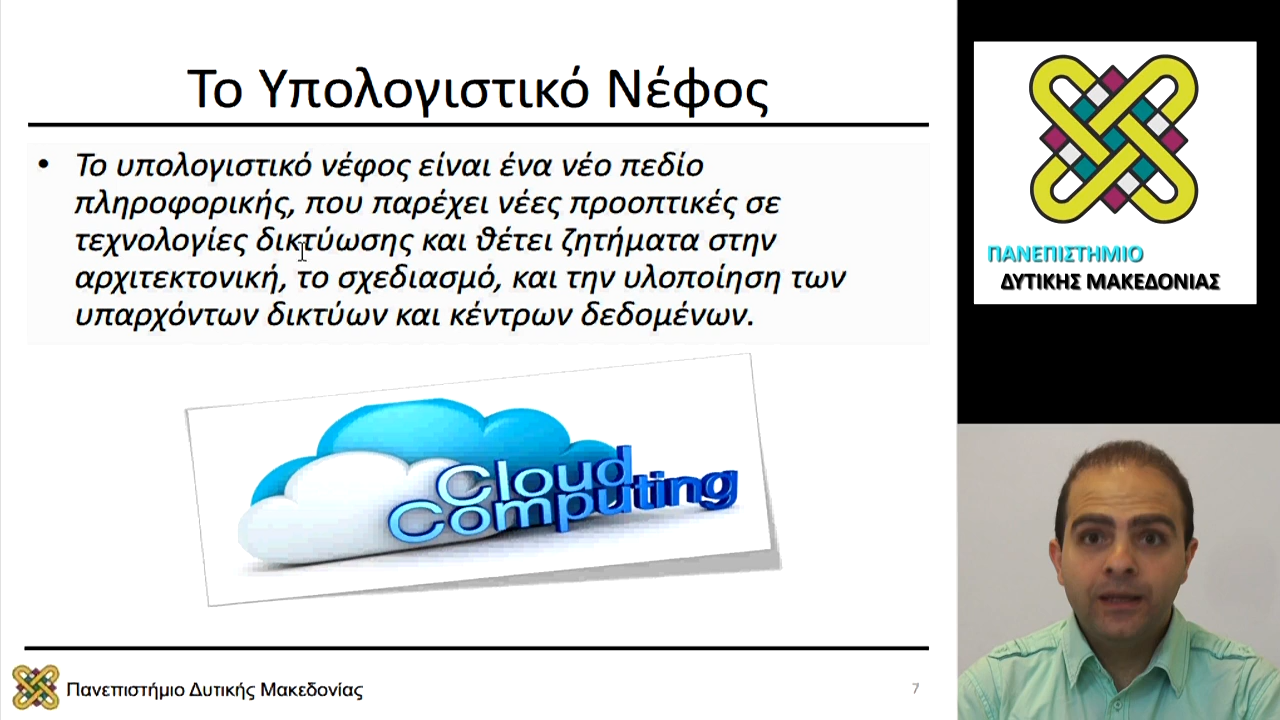 Το Υπολογιστικό Νέφος
• Το υπολογιστικό νέφος είναι ένα νέο πεδίο
πληροφορικής, που παρέχει νέες προοπτικές σε
τεχνολογίες δικτύωσης και θέτει ζητήματα στην
αρχιτεκτονική, το σχεδιασμό, και την υλοποίηση των
υπαρχόντων δικτύων και κέντρων δεδομένων.
Cloud
Computing
Πανεπιστήμιο Δυτικής Μακεδονίας
7
ΠΑΝΕΠΙΣΤΗΜΙΟ
ΔΥΤΙΚΗΣ ΜΑΚΕΔΟΝΙΑΣ